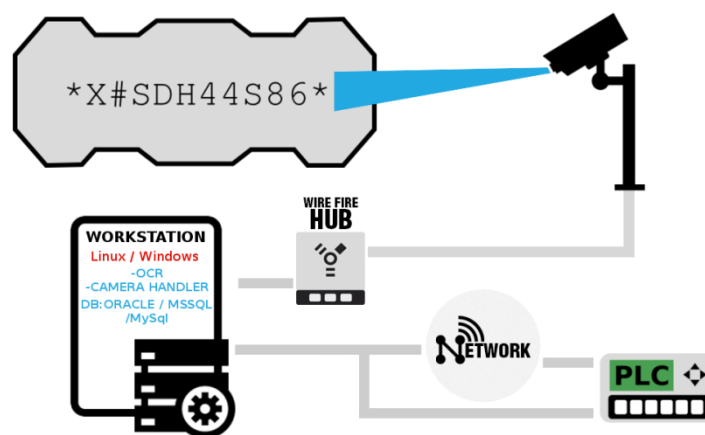 *X#SDH44S86*
WIRE FIRE
HUB
WORKSTATION
Linux / Windows
-OCR
-CAMERA HANDLER
DB:ORACLE / MSSQL
/MySql
NETWORK
PLC